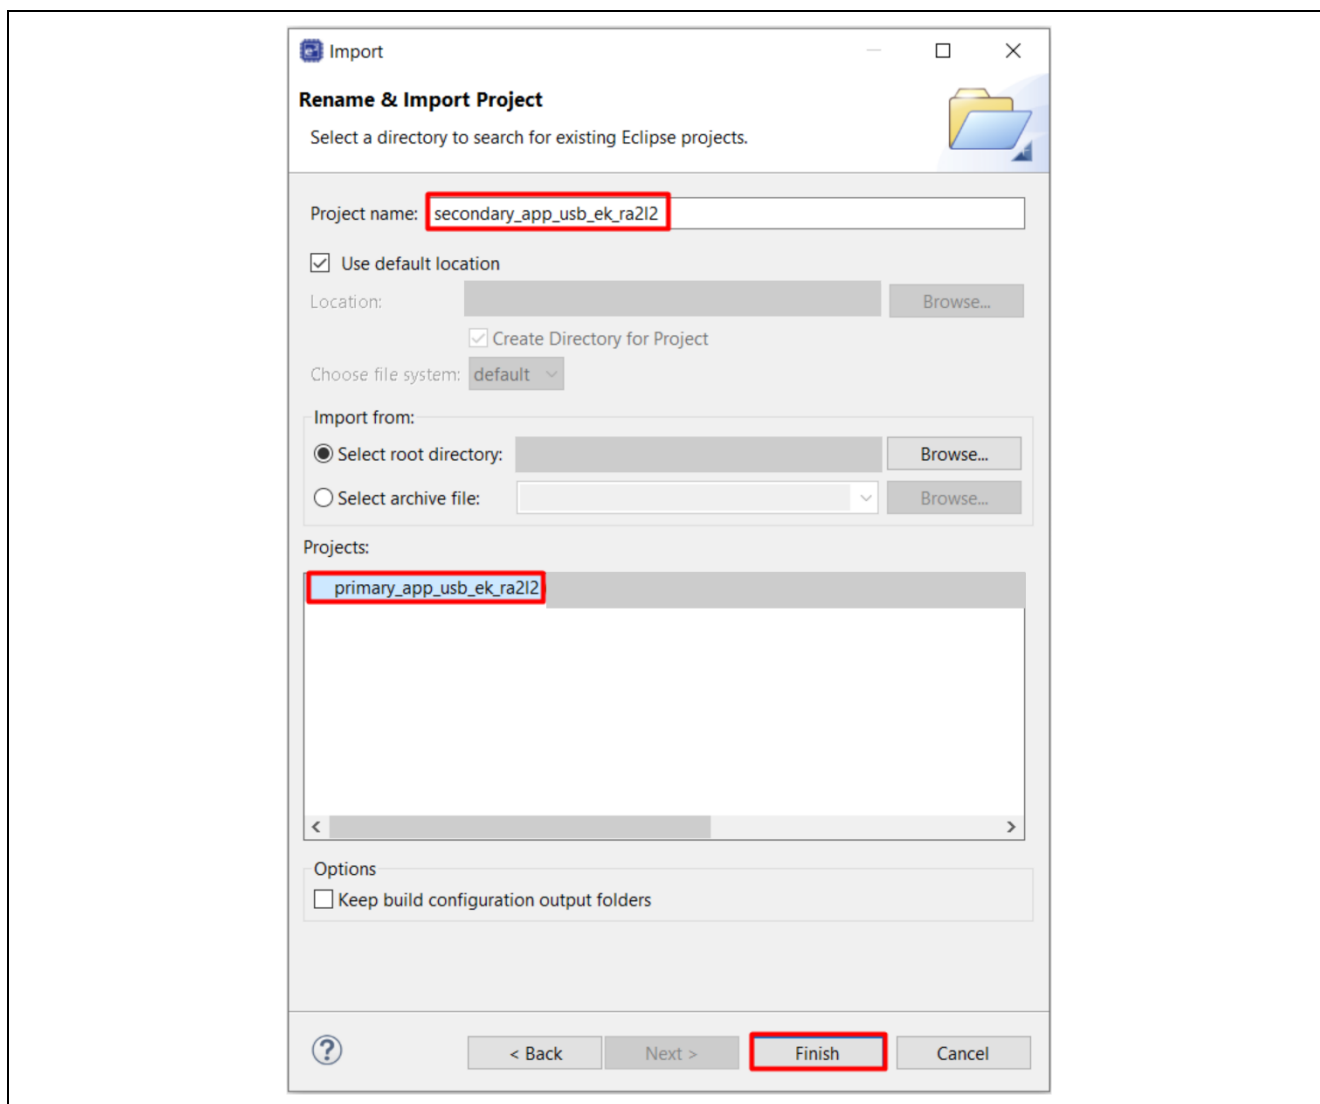 Import
Rename & Import Project
Select a directory to search for existing Eclipse projects.
Project name: secondary_app_usb_ek_ra2l2
Use default location
Location: Browse...
Create Directory for Project
Choose file system: default
Import from:
Select root directory: Browse...
Select archive file: Browse...
Projects:
primary_app_usb_ek_ra2l2
Options
Keep build configuration output folders
? < Back Next > Finish Cancel